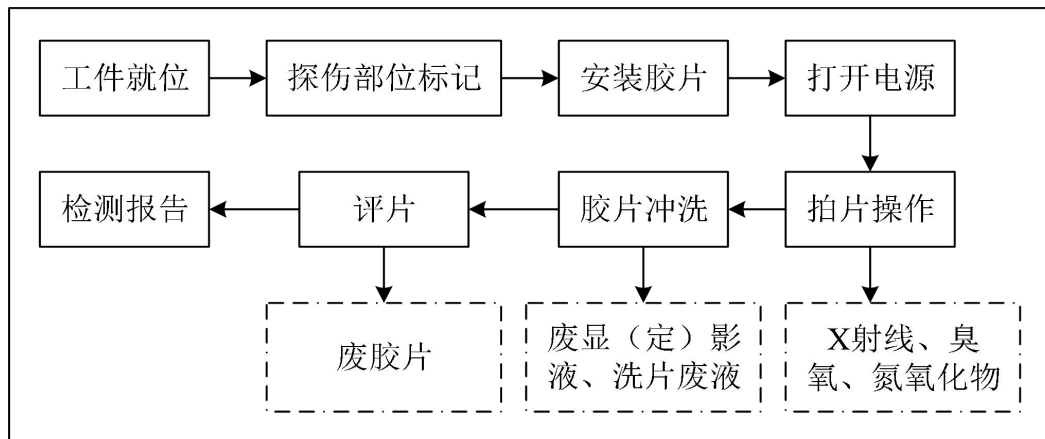 工件就位
探伤部位标记
安装胶片
打开电源
检测报告
评片
胶片冲洗
拍片操作
废胶片
废显（定）影
液、洗片废液
X射线、臭
氧、氮氧化物